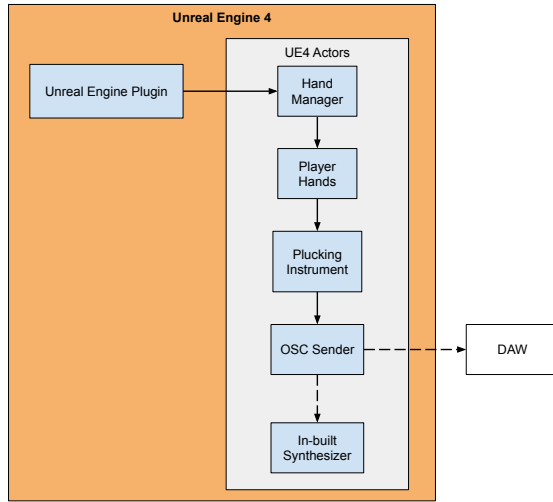 Unreal Engine 4
UE4 Actors
Unreal Engine Plugin
Hand
Manager
Player
Hands
Plucking
Instrument
OSC Sender
DAW
In-built
Synthesizer